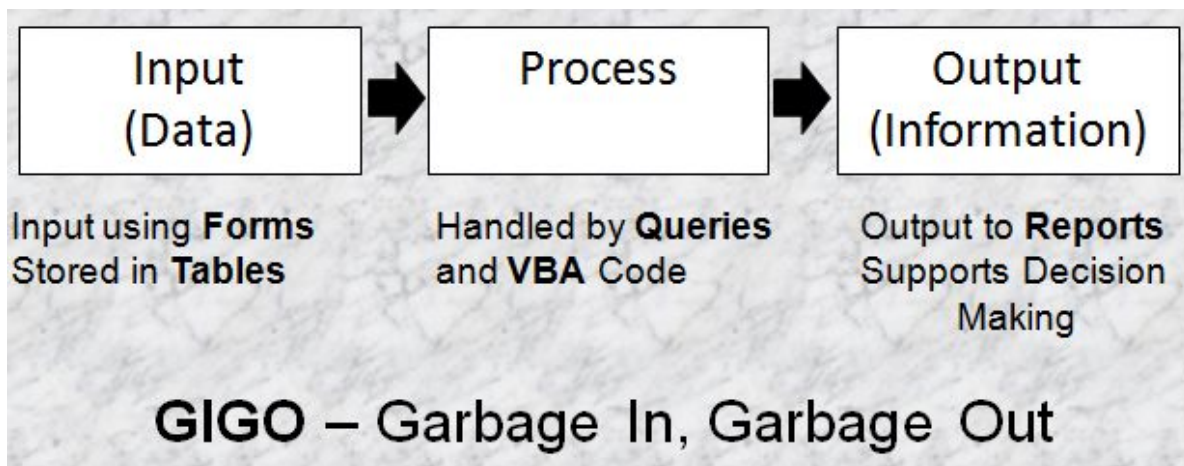 Input
(Data)
Process
Output
(Information)
Input using Forms
Stored in Tables
Handled by Queries
and VBA Code
Output to Reports
Supports Decision
Making
GIGO – Garbage In, Garbage Out